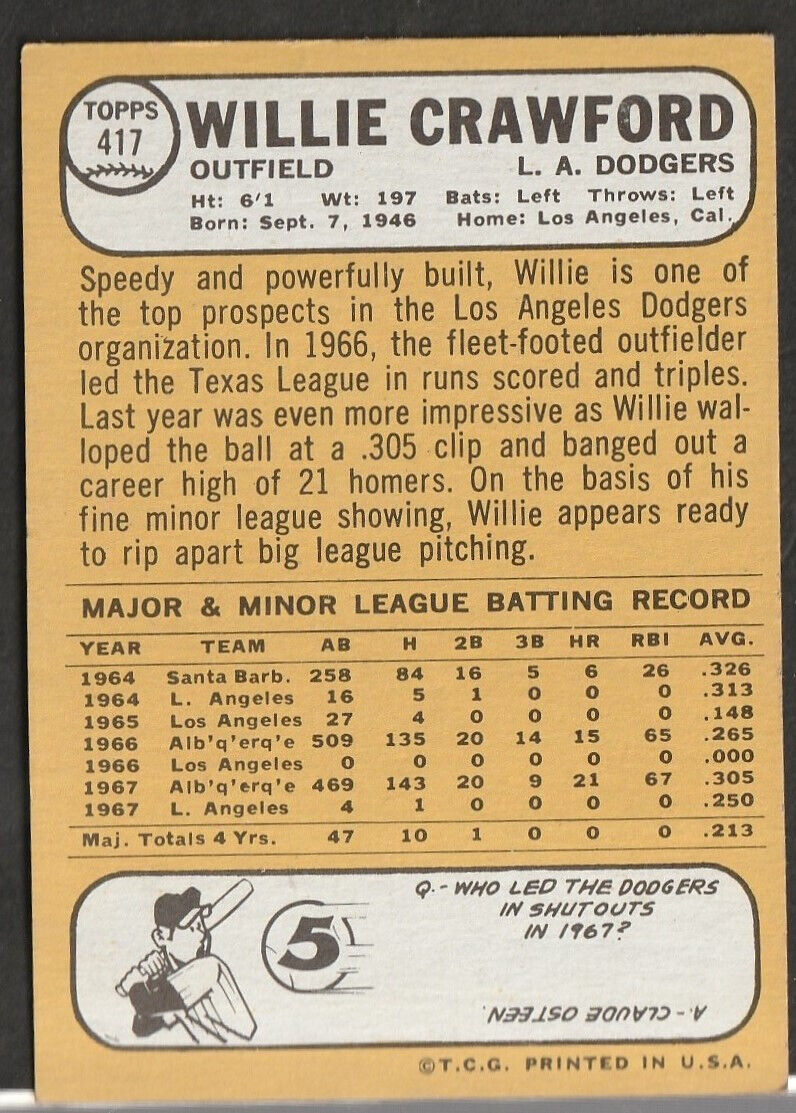 TOPPS
417
WILLIE CRAWFORD
OUTFIELD L. A. DODGERS
Ht: 6'1 Wt: 197 Bats: Left Throws: Left
Born: Sept. 7, 1946 Home: Los Angeles, Cal.
Speedy and powerfully built, Willie is one of
the top prospects in the Los Angeles Dodgers
organization. In 1966, the fleet-footed outfielder
led the Texas League in runs scored and triples.
Last year was even more impressive as Willie wal-
loped the ball at a .305 clip and banged out a
career high of 21 homers. On the basis of his
fine minor league showing, Willie appears ready
to rip apart big league pitching.
MAJOR & MINOR LEAGUE BATTING RECORD
YEAR TEAM AB H 2B 3B HR RBI AVG.
1964 Santa Barb. 258 84 16 5 6 26 .326
1964 L. Angeles 16 5 1 0 0 0 .313
1965 Los Angeles 27 4 0 0 0 0 .148
1966 Alb'q'erq'e 509 135 20 14 15 65 .265
1966 Los Angeles 0 0 0 0 0 0 .000
1967 Alb'q'erq'e 469 143 20 9 21 67 .305
1967 L. Angeles 4 1 0 0 0 0 .250
Maj. Totals 4 Yrs. 47 10 1 0 0 0 .213
5
Q.- WHO LED THE DODGERS
IN SHUTOUTS
IN 1967?
A.- CLAUDE OSTEEN.
©T.C.G. PRINTED IN U.S.A.